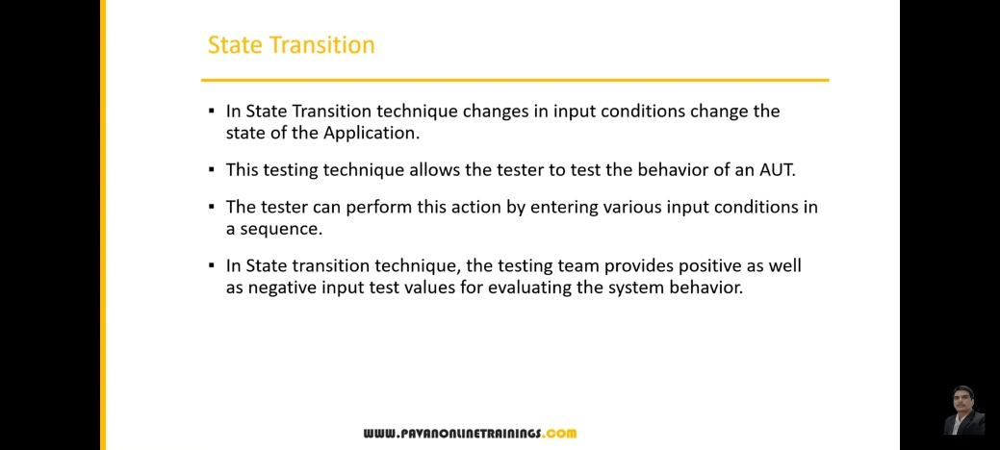 State Transition
▪ In State Transition technique changes in input conditions change the
state of the Application.
▪ This testing technique allows the tester to test the behavior of an AUT.
▪ The tester can perform this action by entering various input conditions in
a sequence.
▪ In State transition technique, the testing team provides positive as well
as negative input test values for evaluating the system behavior.
WWW.PAVANONLINETRAININGS.COM